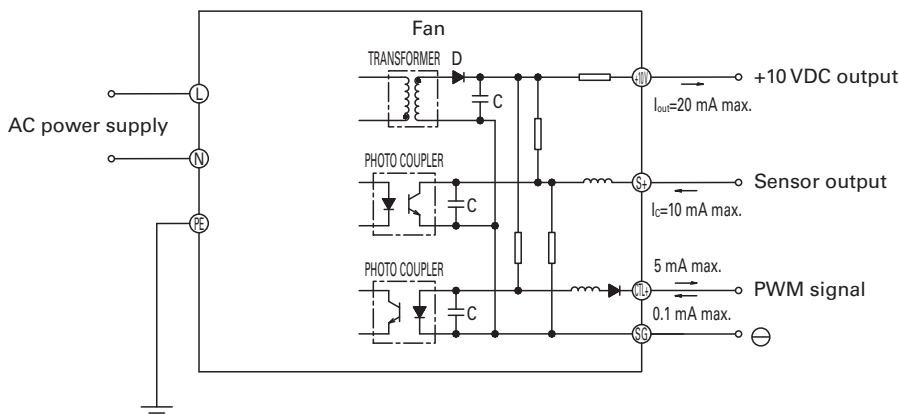 Fan
TRANSFORMER D
+10V
+10 VDC output
C
Iout=20 mA max.
L
AC power supply
N
PHOTO COUPLER
S+
Sensor output
C
Ic=10 mA max.
PE
PHOTO COUPLER
5 mA max.
CTL+
PWM signal
C
0.1 mA max.
SG
⊖